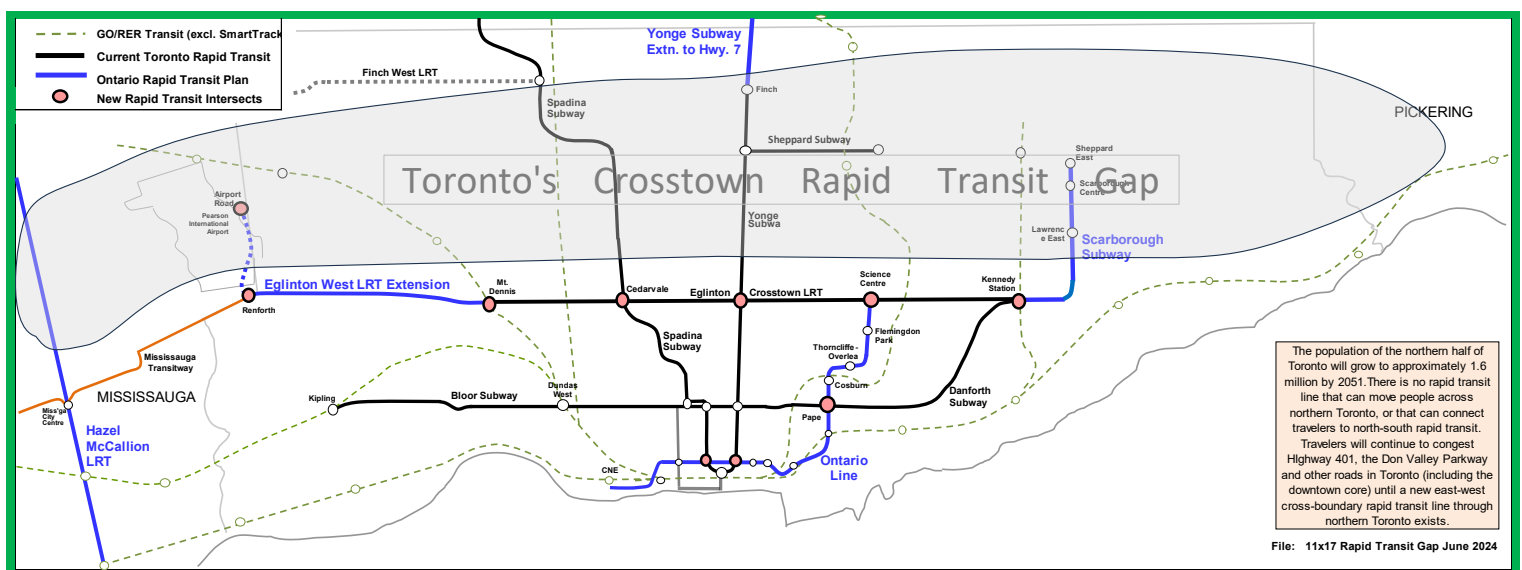 GO/RER Transit (excl. SmartTrack
Current Toronto Rapid Transit
Ontario Rapid Transit Plan
New Rapid Transit Intersects
Finch West LRT
Spadina
Subway
Yonge Subway
Extn. to Hwy. 7
Finch
Sheppard Subway
PICKERING
Toronto's Crosstown Rapid Transit Gap
Sheppard
East
Scarborough
Centre
Lawrenc
e East
Scarborough
Subway
Airport
Road
Pearson
International
Airport
Yonge
Subwa
Eglinton West LRT Extension
Renforth
Mt.
Dennis
Cedarvale
Eglinton
Crosstown LRT
Science
Centre
Kennedy
Station
Spadina
Subway
Flemingdon
Park
Thorncliffe-
Overlea
Cosburn
Mississauga
Transitway
MISSISSAUGA
Miss'ga
City
Centre
Hazel
McCallion
LRT
Kipling
Bloor Subway
Dundas
West
Pape
Danforth
Subway
CNE
Ontario
Line
The population of the northern half of
Toronto will grow to approximately 1.6
million by 2051.There is no rapid transit
line that can move people across
northern Toronto, or that can connect
travelers to north-south rapid transit.
Travelers will continue to congest
HIghway 401, the Don Valley Parkway
and other roads in Toronto (including the
downtown core) until a new east-west
cross-boundary rapid transit line through
northern Toronto exists.
File: 11x17 Rapid Transit Gap June 2024